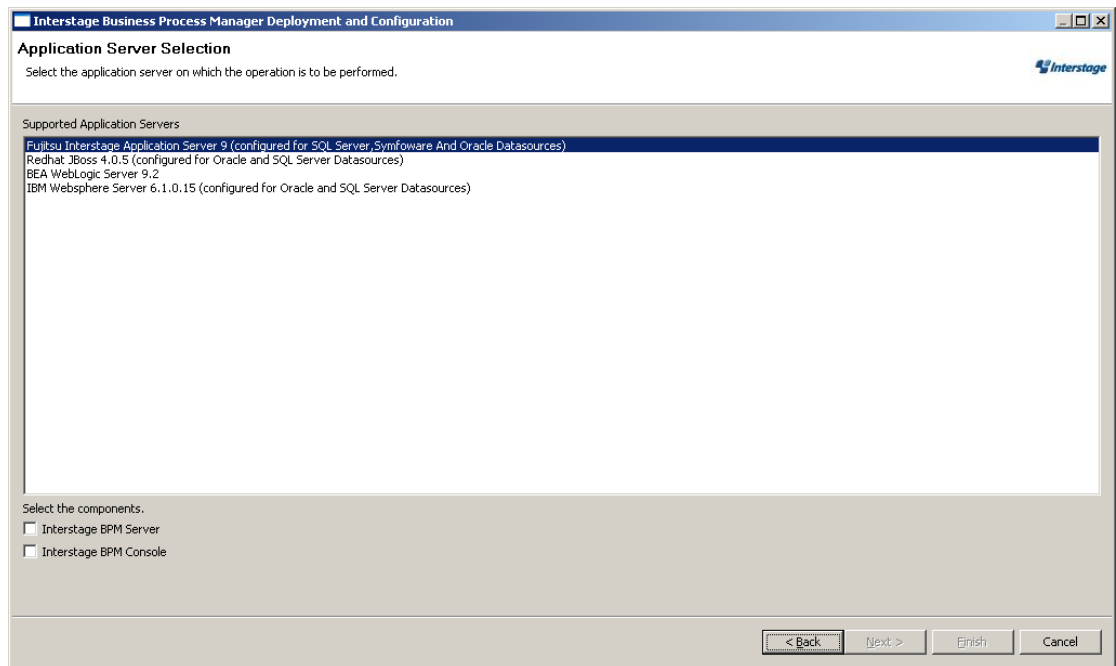 Interstage Business Process Manager Deployment and Configuration
Application Server Selection
Select the application server on which the operation is to be performed.
Interstage
Supported Application Servers
Fujitsu Interstage Application Server 9 (configured for SQL Server,Symfoware And Oracle Datasources)
Redhat JBoss 4.0.5 (configured for Oracle and SQL Server Datasources)
BEA WebLogic Server 9.2
IBM Websphere Server 6.1.0.15 (configured for Oracle and SQL Server Datasources)
Select the components.
Interstage BPM Server
Interstage BPM Console
< Back Next > Finish Cancel